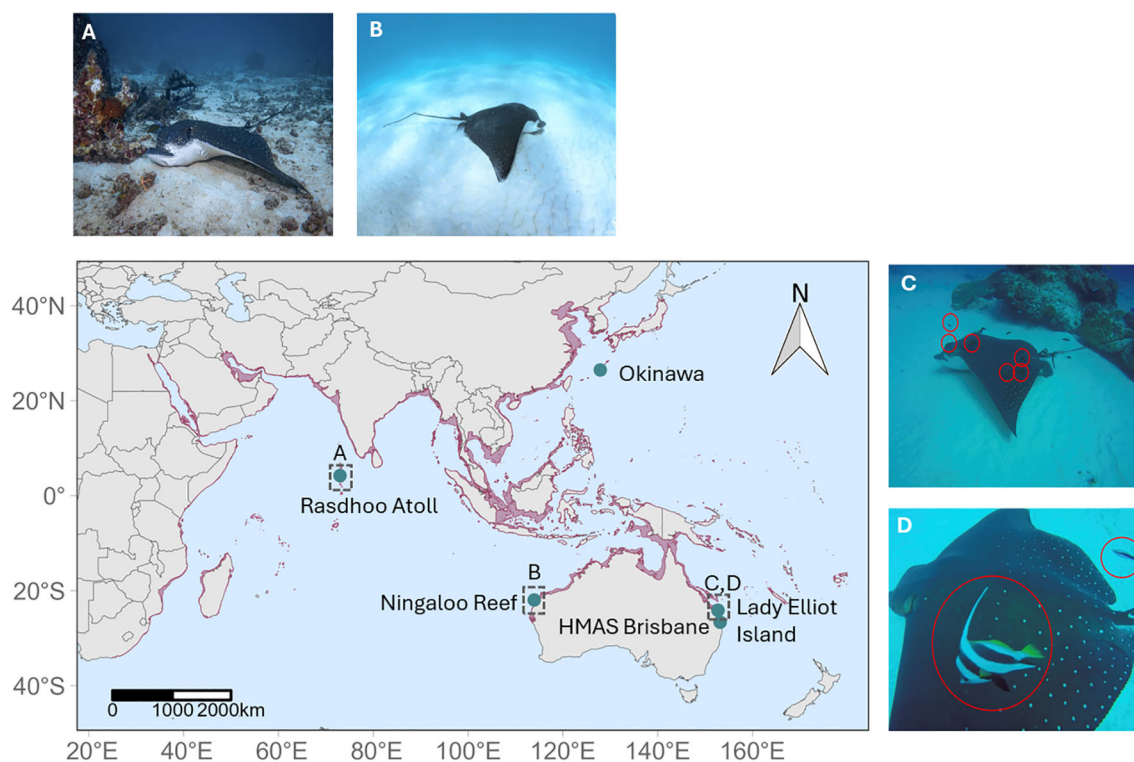 A
B
N
40°N
Okinawa
20°N
A
0°
Rasdhoo Atoll
B
C,D
20°S
Ningaloo Reef
Lady Elliot
HMAS Brisbane
Island
40°S
0
1000
2000km
20°E
40°E
60°E
80°E
100°E
120°E
140°E
160°E
C
D